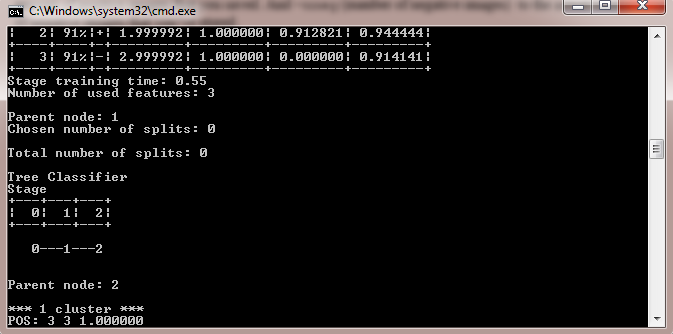 C:\Windows\system32\cmd.exe
| 2| 91%|+| 1.999992| 1.000000| 0.912821| 0.944444|
+----+----+-+---------+---------+---------+---------+
| 3| 91%|-| 2.999992| 1.000000| 0.000000| 0.914141|
+----+----+-+---------+---------+---------+---------+
Stage training time: 0.55
Number of used features: 3
Parent node: 1
Chosen number of splits: 0
Total number of splits: 0
Tree Classifier
Stage
+---+---+---+
| 0| 1| 2|
+---+---+---+
0---1---2
Parent node: 2
*** 1 cluster ***
POS: 3 3 1.000000